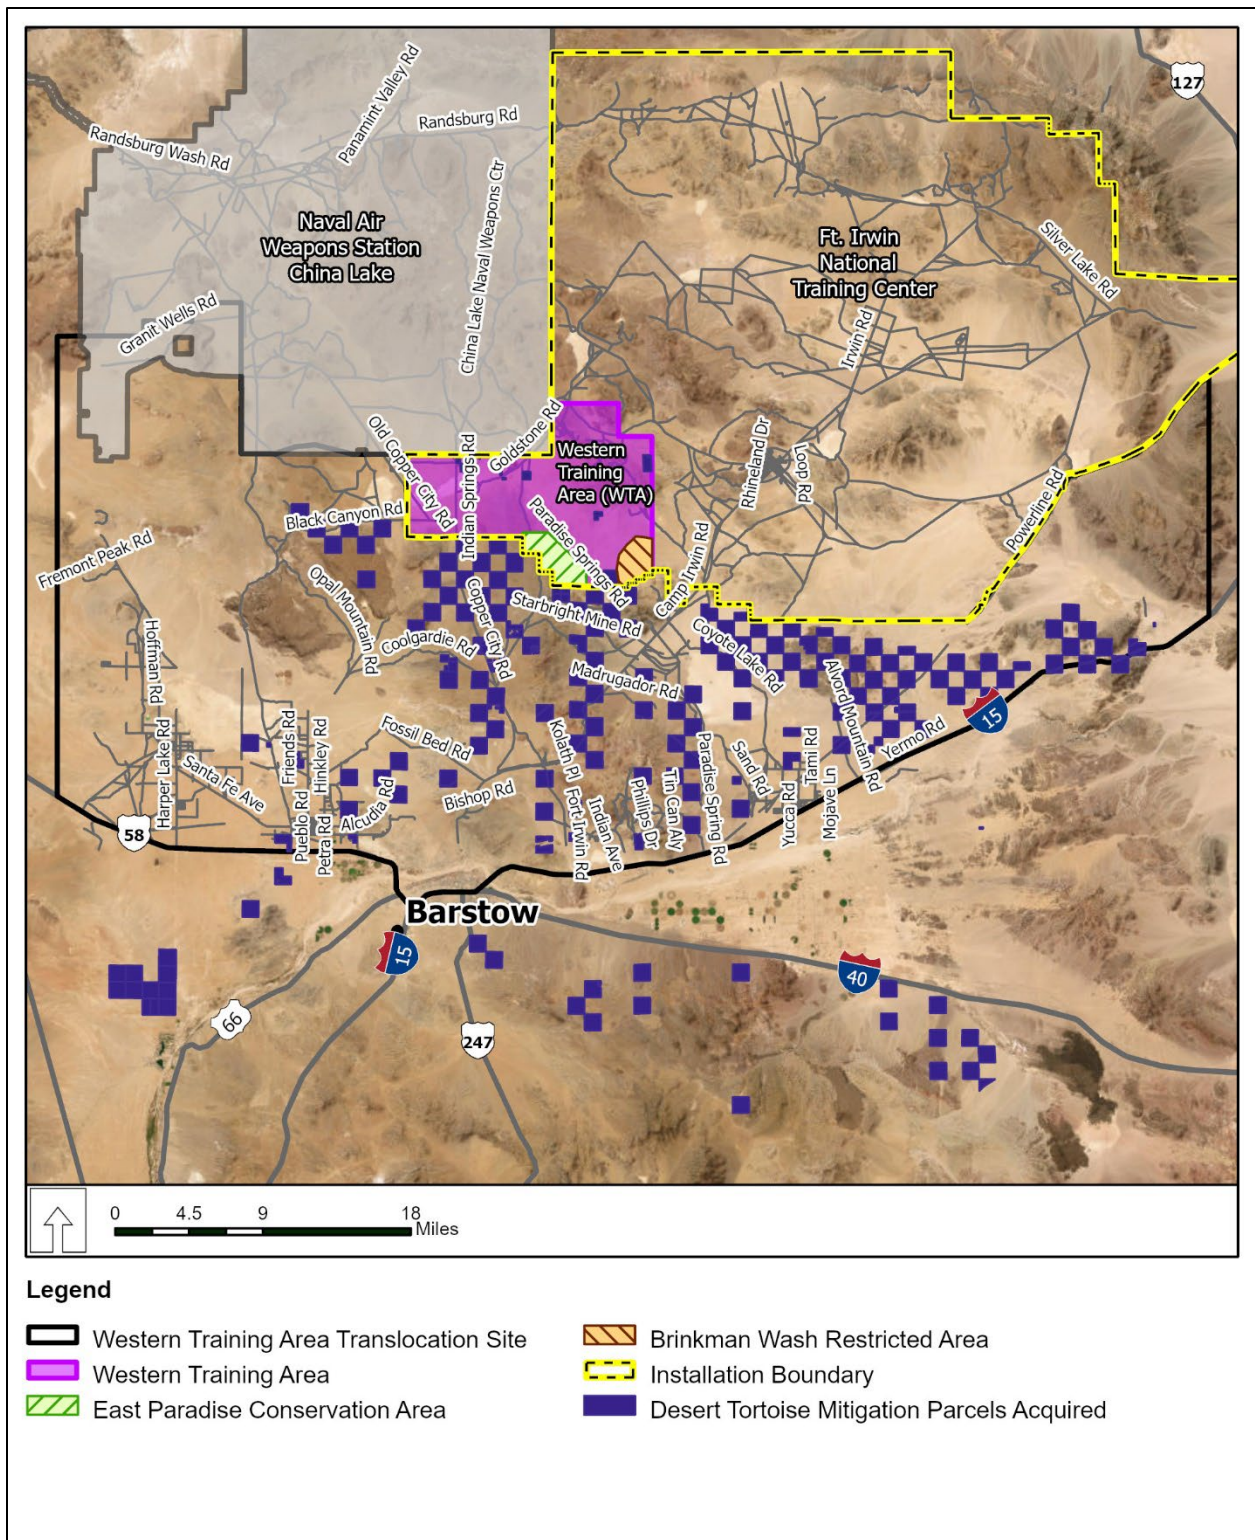 127
Panamint Valley Rd
Randsburg Rd
Randsburg Wash Rd
China Lake Naval Weapons Ctr
Naval Air
Weapons Station
China Lake
Ft. Irwin
National
Training Center
Silver Lake Rd
Granit Wells Rd
Irwin Rd
Old Copper City Rd
Indian Springs Rd
Goldstone Rd
Western
Training
Area (WTA)
Rhineland Dr
Loop Rd
Powerline Rd
Black Canyon Rd
Paradise Springs Rd
Fremont Peak Rd
Opal Mountain Rd
Copper City Rd
Starbright Mine Rd
Camp Irwin Rd
Coolgardie Rd
Coyote Lake Rd
Hoffman Rd
Madrugador Rd
Alvord Mountain Rd
15
Yermo Rd
Fossil Bed Rd
Friends Rd
Hinkley Rd
Harper Lake Rd
Santa Fe Ave
Kolath Pl
Paradise Spring Rd
Sand Rd
Tami Rd
Bishop Rd
Alcudia Rd
Pueblo Rd
Petra Rd
Fort Irwin Rd
Indian Ave
Phillips Dr
Tin Can Aly
Yucca Rd
Mojave Ln
58
Barstow
15
40
66
247
0
4.5
9
18
Miles
Legend
Western Training Area Translocation Site
Western Training Area
East Paradise Conservation Area
Brinkman Wash Restricted Area
Installation Boundary
Desert Tortoise Mitigation Parcels Acquired